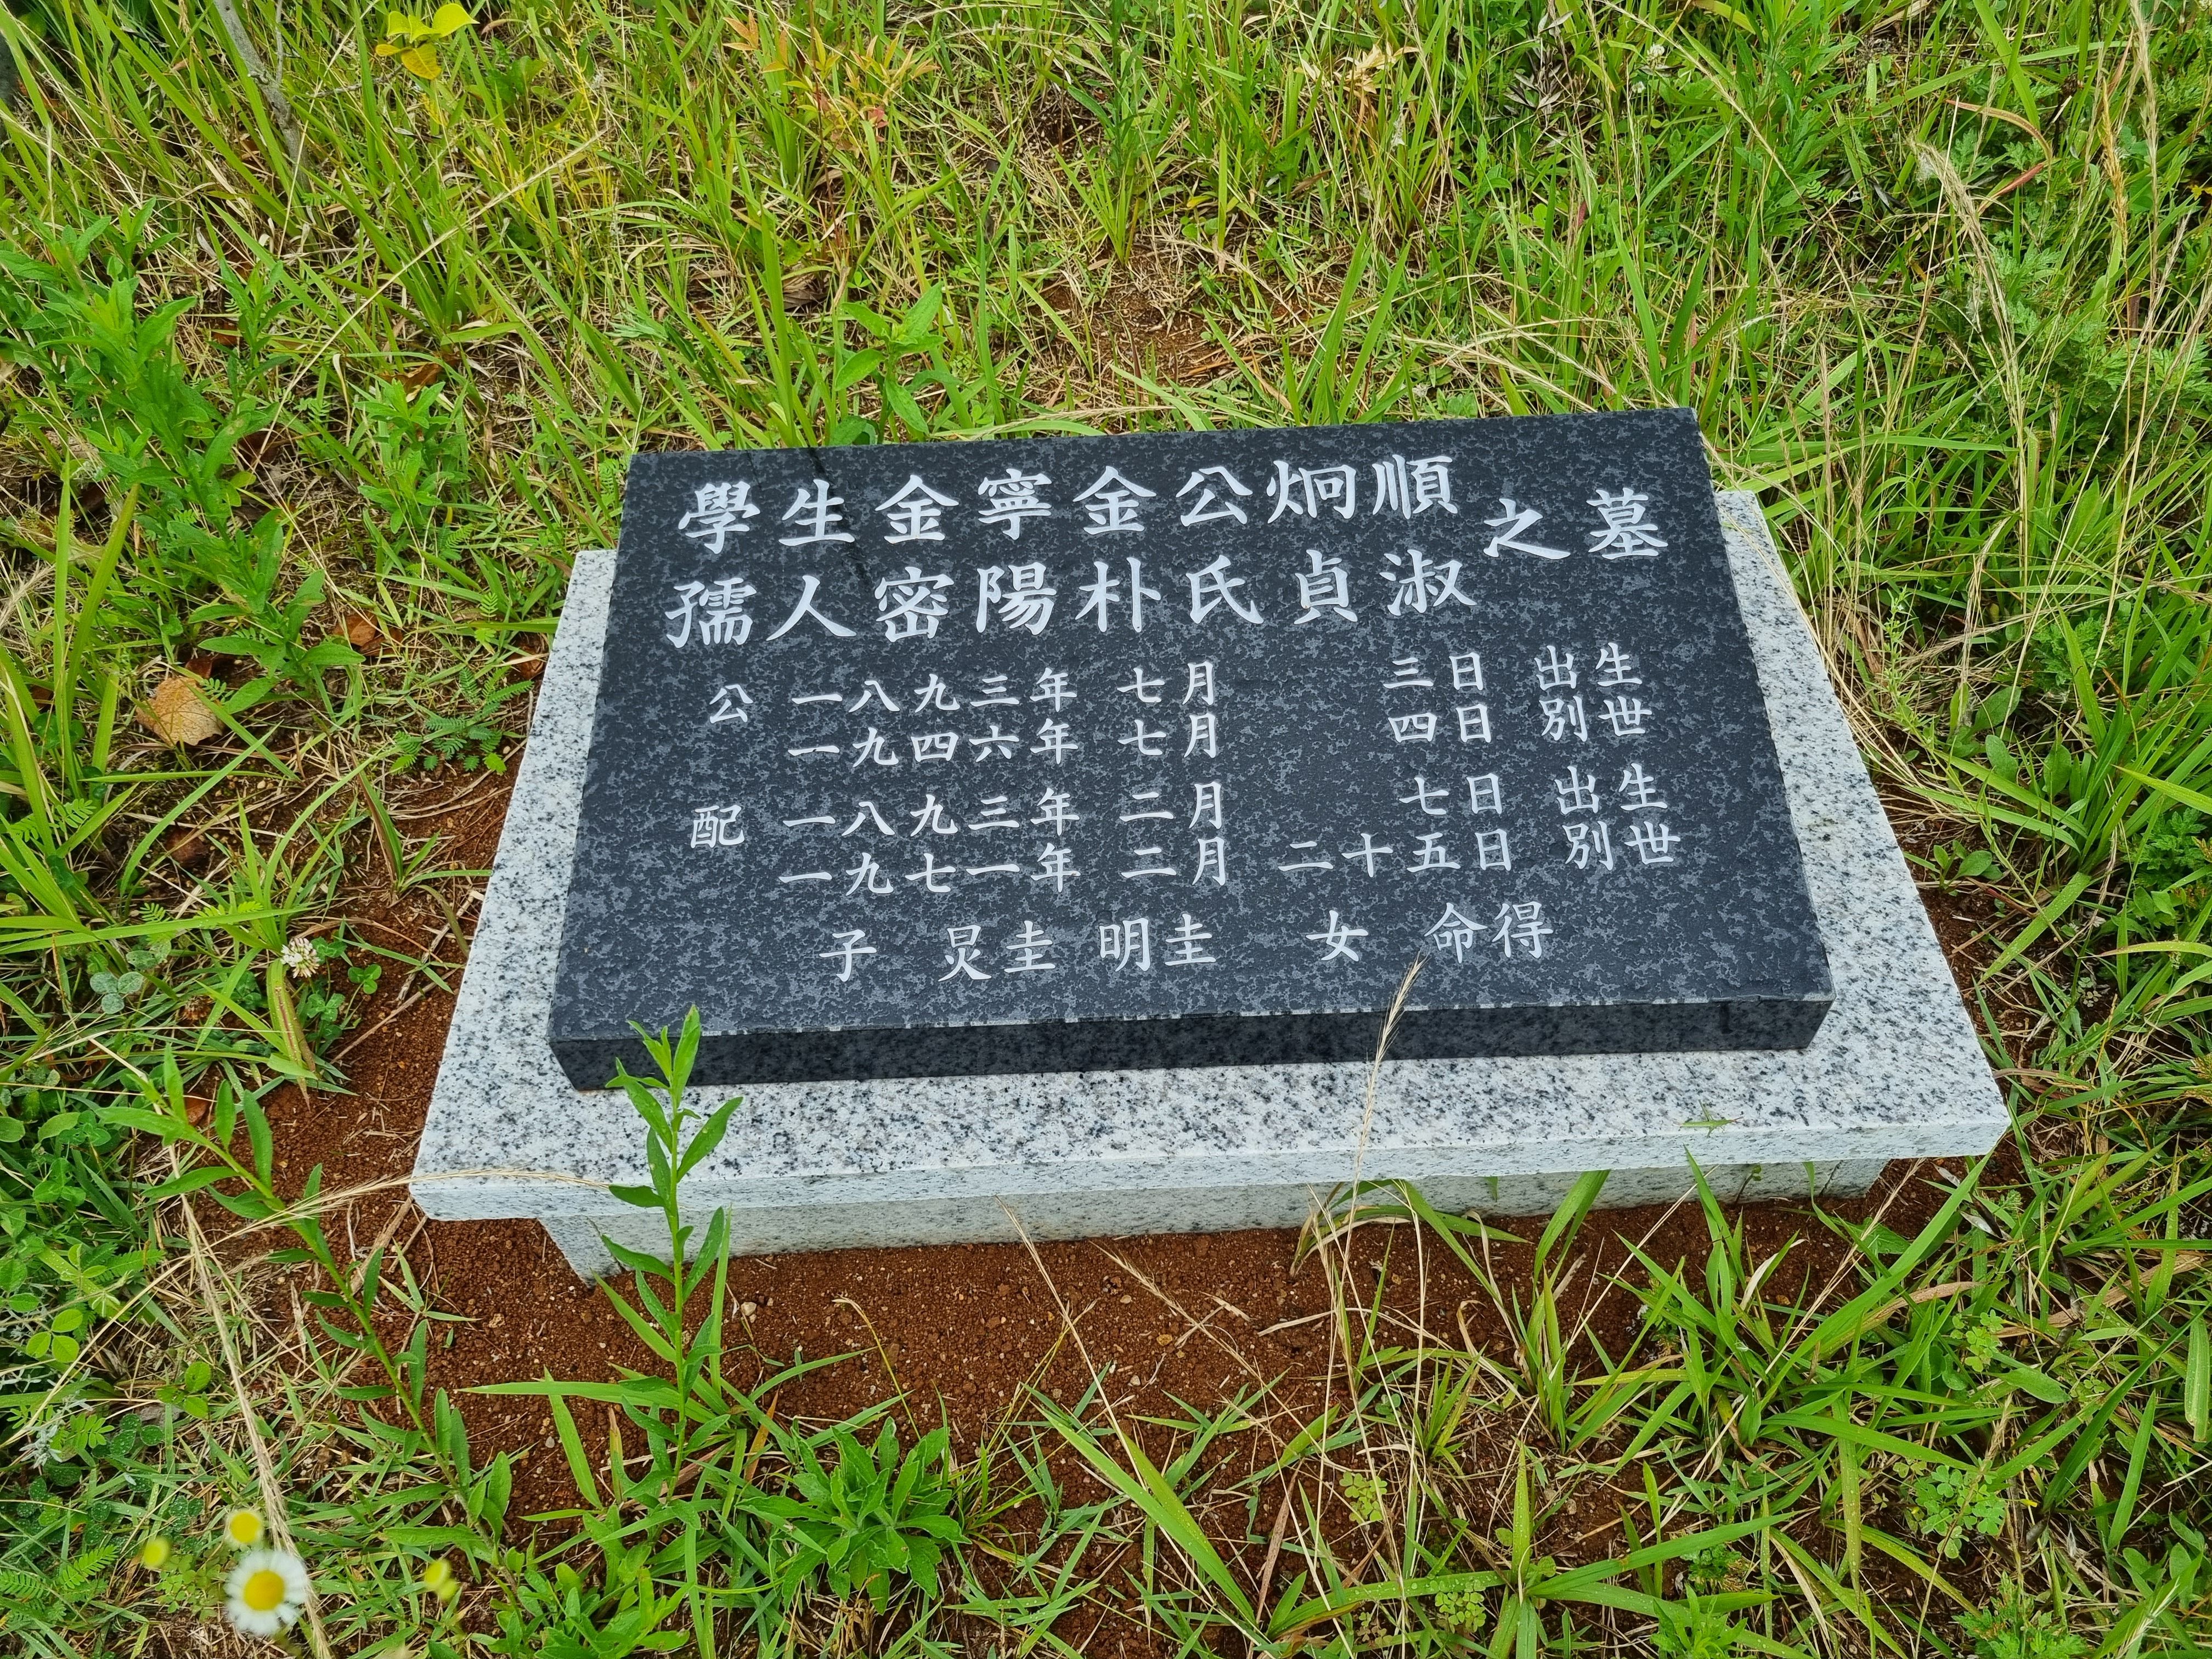 學生金寧金公炯順之墓
孺人密陽朴氏貞淑
公 一八九三年 七月 三日 出生
一九四六年 七月 四日 別世
配 一八九三年 二月 七日 出生
一九七一年 二月 二十五日 別世
子 炅圭 明圭 女 命得